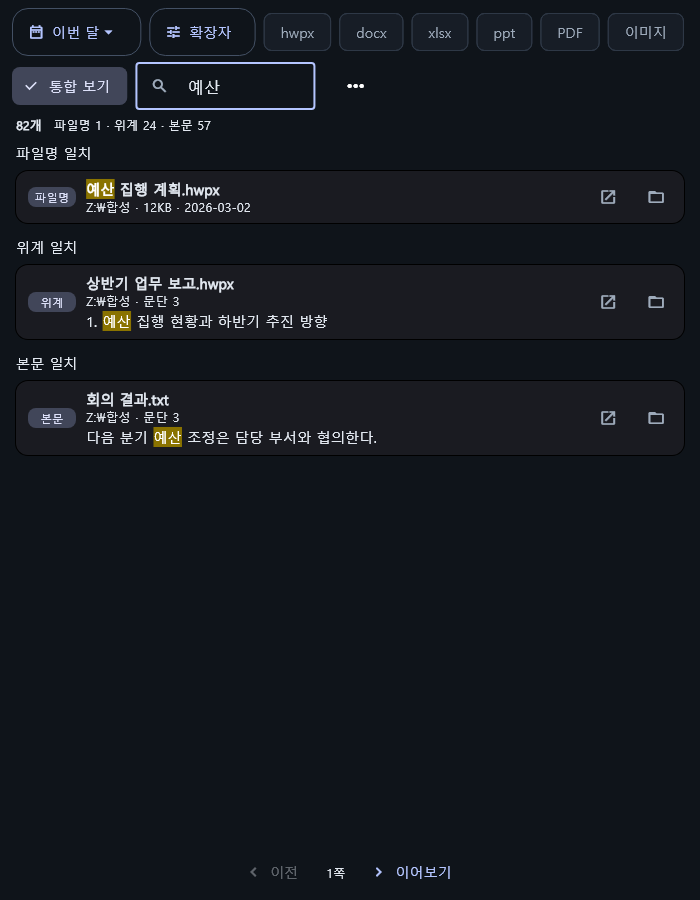 이번 달 확장자 hwpx docx xlsx ppt PDF 이미지
통합 보기 예산 •••
82개 파일명 1 · 위계 24 · 본문 57
파일명 일치
파일명 예산 집행 계획.hwpx
Z:₩합성 · 12KB · 2026-03-02
위계 일치
상반기 업무 보고.hwpx
위계 Z:₩합성 · 문단 3
1. 예산 집행 현황과 하반기 추진 방향
본문 일치
회의 결과.txt
본문 Z:₩합성 · 문단 3
다음 분기 예산 조정은 담당 부서와 협의한다.
이전 1쪽 이어보기